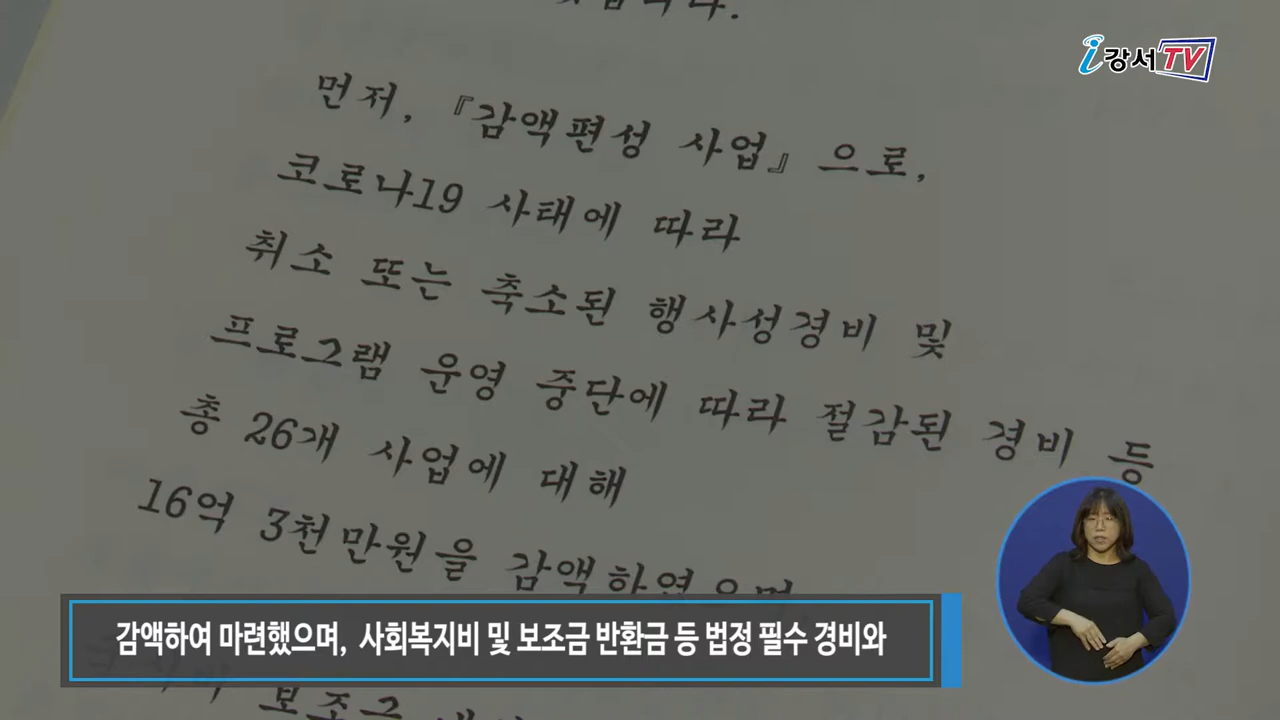 i강서TV
먼저, 『감액편성 사업』으로,
코로나19 사태에 따라
취소 또는 축소된 행사성경비 및
프로그램 운영 중단에 따라 절감된 경비 등
총 26개 사업에 대해
16억 3천만원을 감액하였으며
감액하여 마련했으며, 사회복지비 및 보조금 반환금 등 법정 필수 경비와
보조금